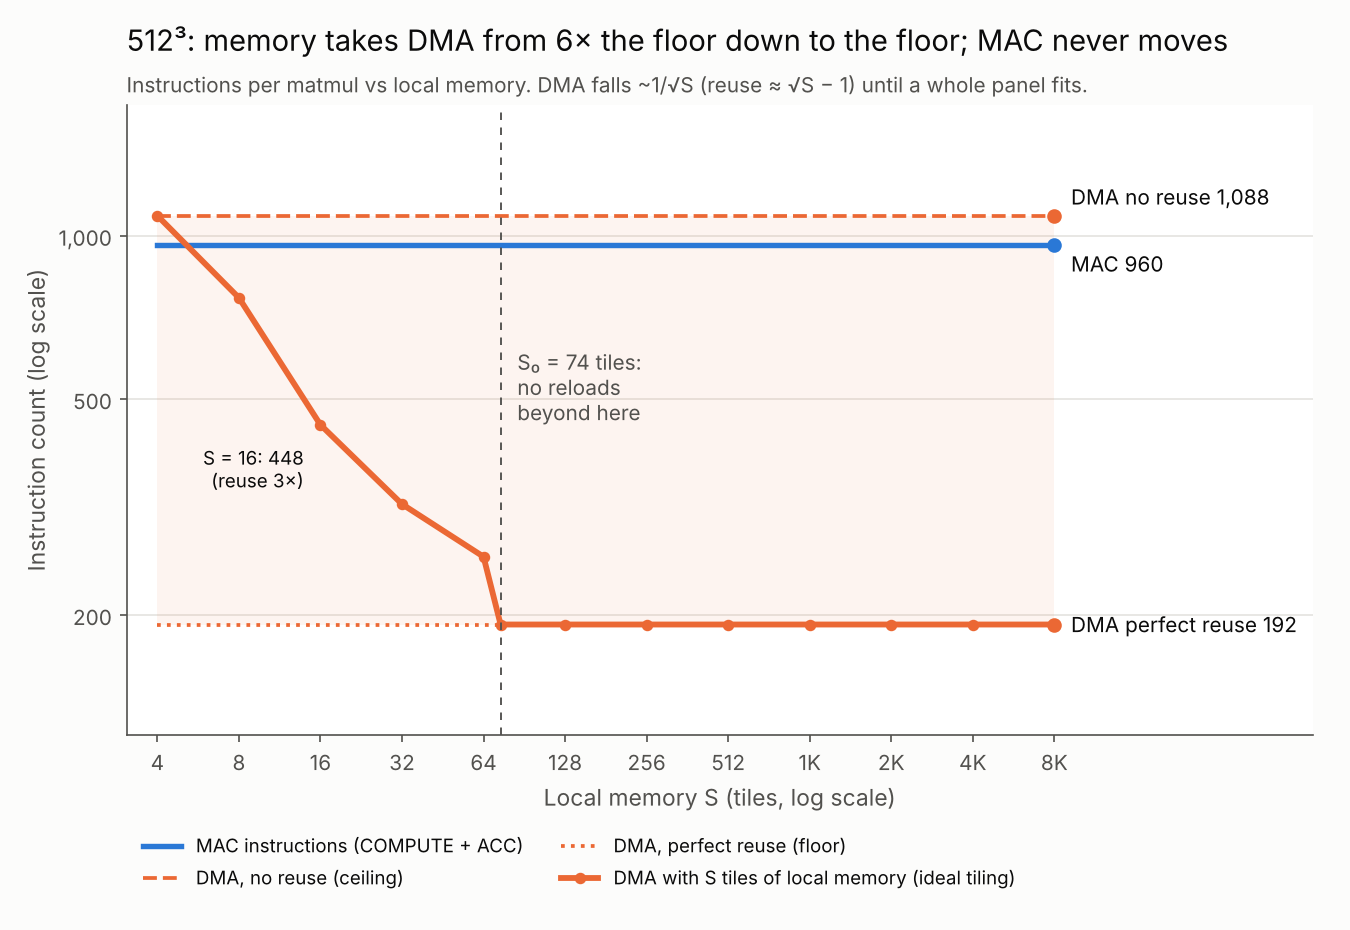 512³: memory takes DMA from 6× the floor down to the floor; MAC never moves
Instructions per matmul vs local memory. DMA falls ~1/√S (reuse ≈ √S − 1) until a whole panel fits.
Instruction count (log scale)
1,000
500
200
DMA no reuse 1,088
MAC 960
S₀ = 74 tiles:
no reloads
beyond here
S = 16: 448
(reuse 3×)
DMA perfect reuse 192
4 8 16 32 64 128 256 512 1K 2K 4K 8K
Local memory S (tiles, log scale)
MAC instructions (COMPUTE + ACC)
DMA, no reuse (ceiling)
DMA, perfect reuse (floor)
DMA with S tiles of local memory (ideal tiling)